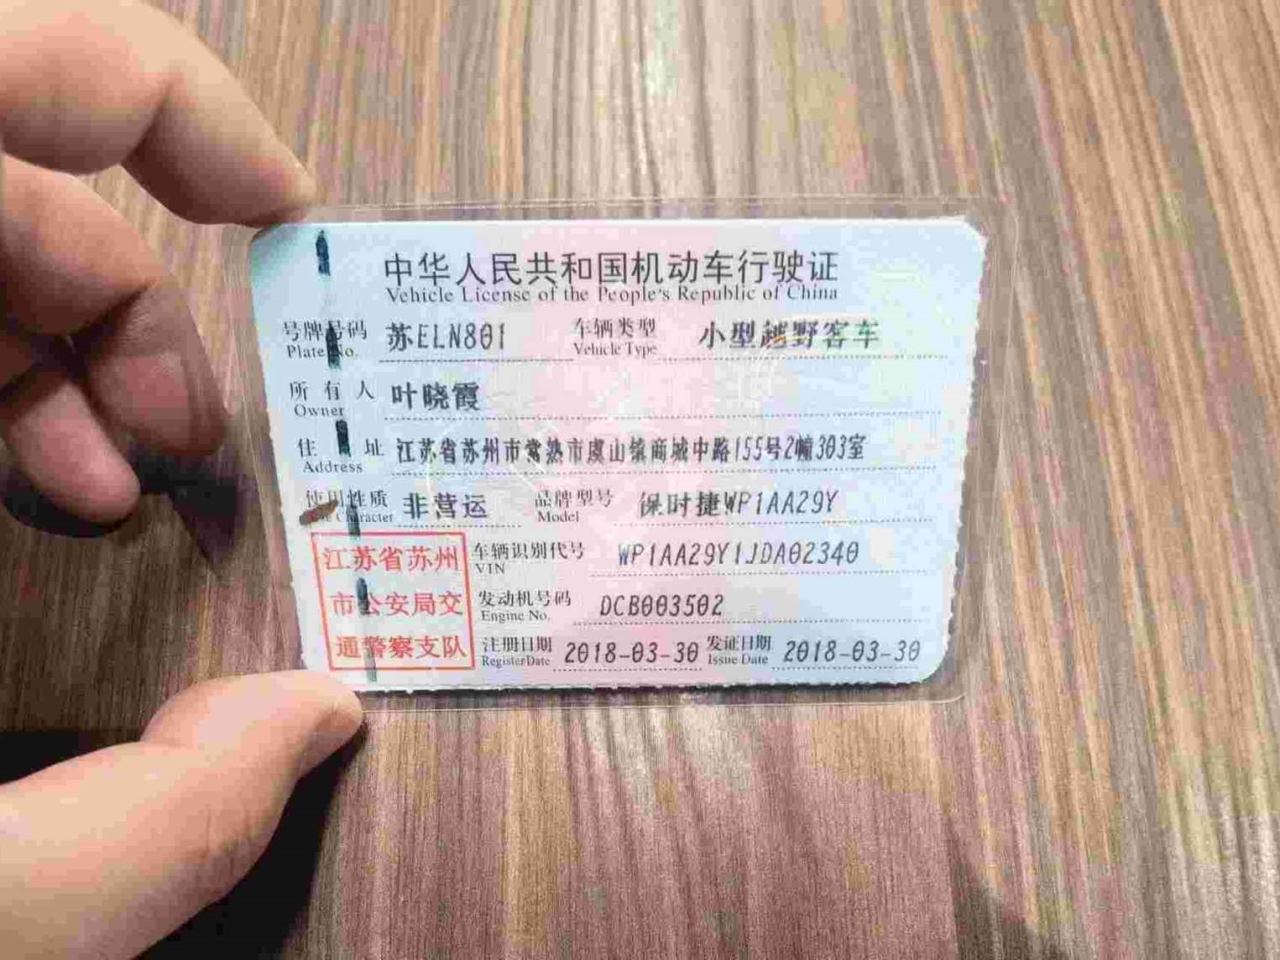 中华人民共和国机动车行驶证
Vehicle License of the People's Republic of China
号牌号码 苏ELN801 车辆类型 小型越野客车
Plate No. Vehicle Type
所有人 叶晓霞
Owner
住址 江苏省苏州市常熟市虞山镇商城中路155号2幢303室
Address
使用性质 非营运 品牌型号 保时捷WP1AA29Y
Use Character Model
江苏省苏州
市公安局交
通警察支队
车辆识别代号 WP1AA29Y1JDA02340
VIN
发动机号码 DCB003502
Engine No.
注册日期 2018-03-30 发证日期 2018-03-30
Register Date Issue Date